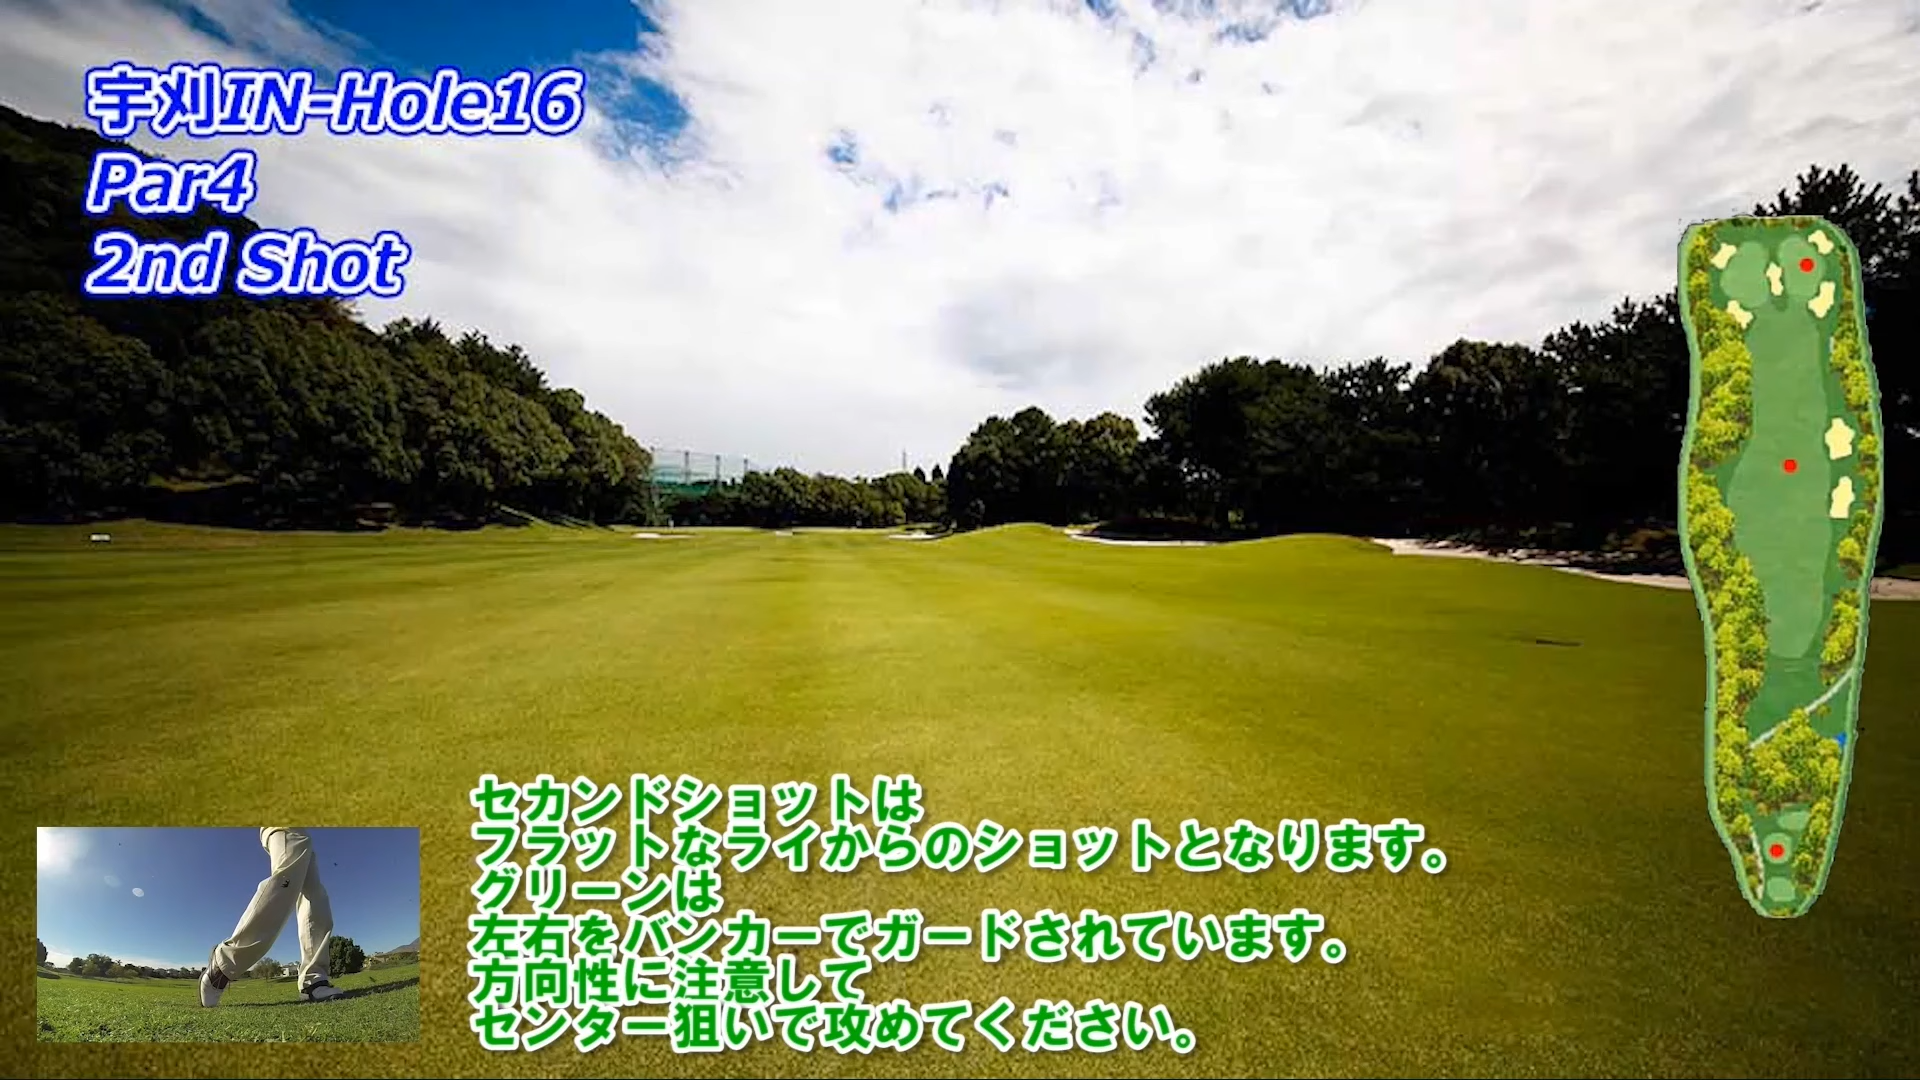 宇刈IN-Hole16
Par4
2nd Shot
セカンドショットは
フラットなライからのショットとなります。
グリーンは
左右をバンカーでガードされています。
方向性に注意して
センター狙いで攻めてください。